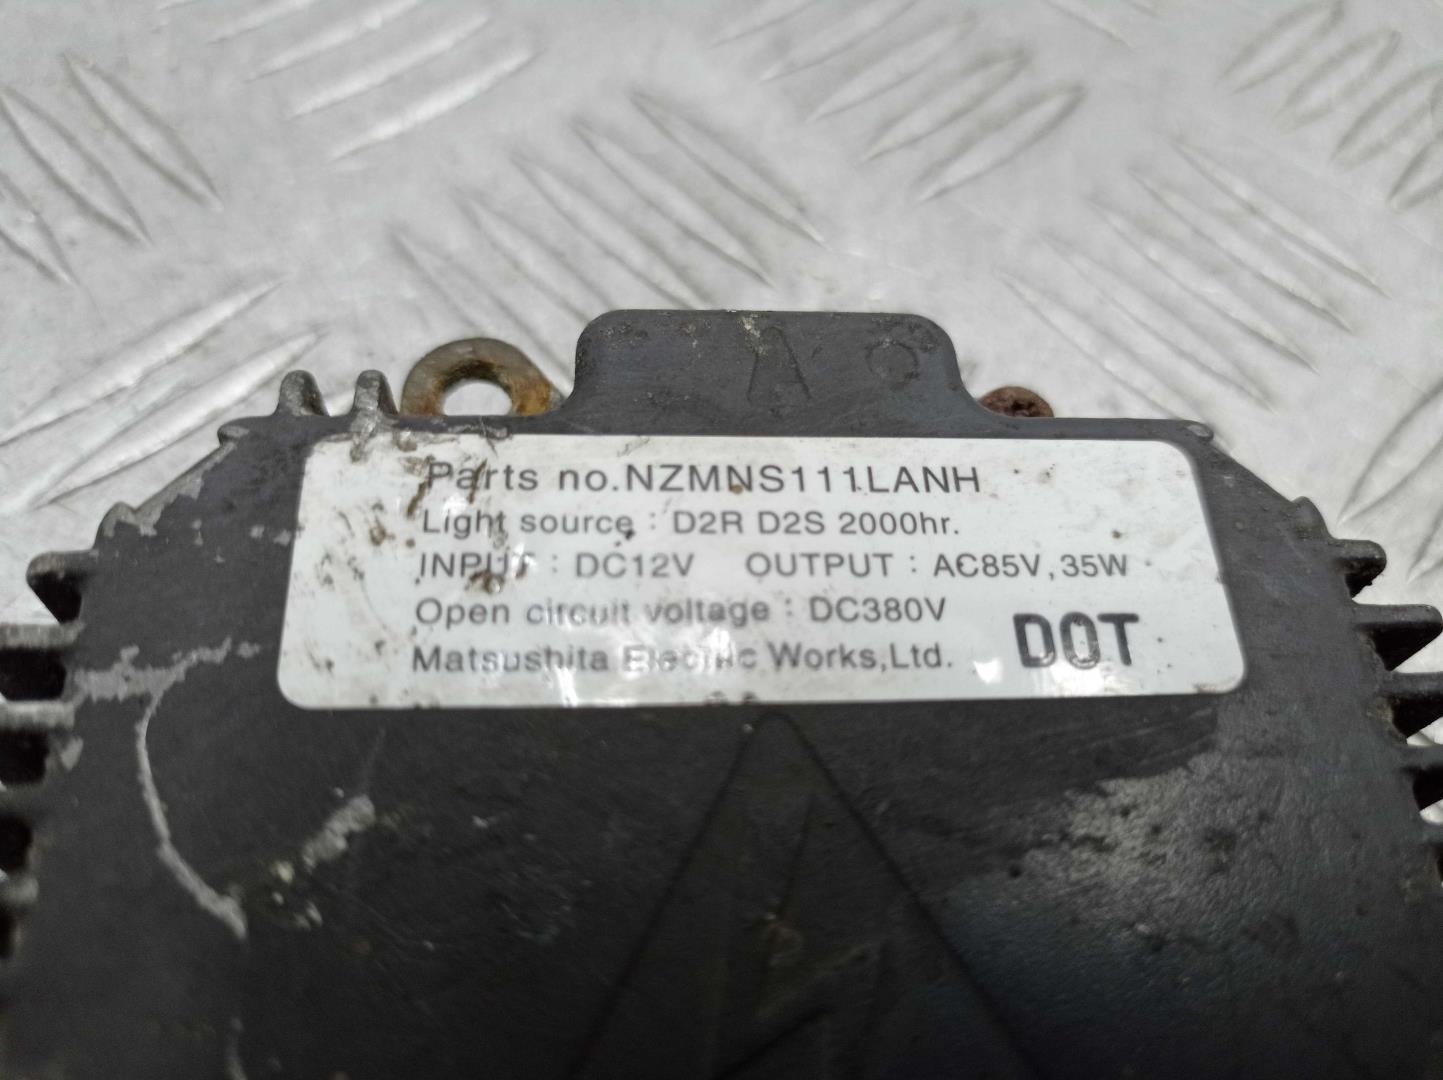 A
Parts no.NZMNS111LANH
Light source : D2R D2S 2000hr.
INPUT : DC12V OUTPUT : AC85V, 35W
Open circuit voltage : DC380V
Matsushita Electric Works,Ltd. DOT